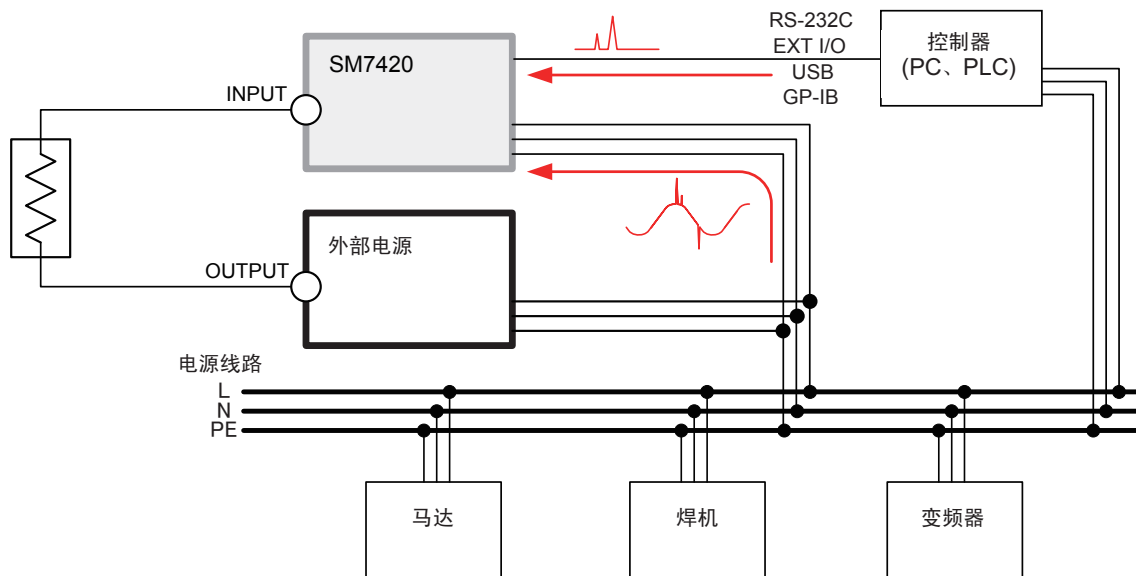 RS-232C
EXT I/O
USB
GP-IB
控制器
(PC、PLC)
SM7420
INPUT
外部电源
OUTPUT
电源线路
L
N
PE
马达
焊机
变频器